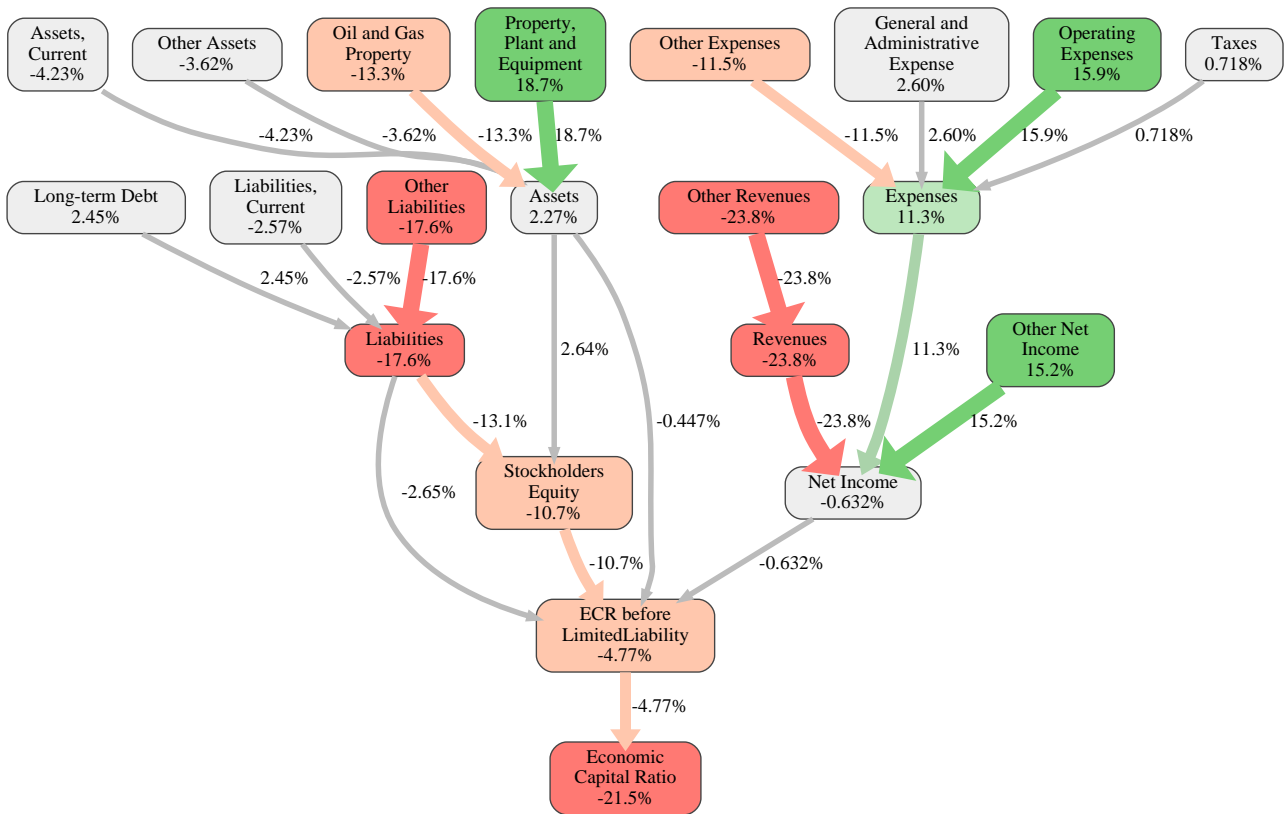 Assets,
Current
-4.23%
Other Assets
-3.62%
Oil and Gas
Property
-13.3%
Property,
Plant and
Equipment
18.7%
Other Expenses
-11.5%
General and
Administrative
Expense
2.60%
Operating
Expenses
15.9%
Taxes
0.718%
-4.23%
-3.62%
-13.3%
18.7%
-11.5%
2.60%
15.9%
0.718%
Long-term Debt
2.45%
Liabilities,
Current
-2.57%
Other
Liabilities
-17.6%
Assets
2.27%
Other Revenues
-23.8%
Expenses
11.3%
2.45%
-2.57%
-17.6%
-23.8%
Liabilities
-17.6%
2.64%
Revenues
-23.8%
11.3%
Other Net
Income
15.2%
-13.1%
-0.447%
-23.8%
15.2%
-2.65%
Stockholders
Equity
-10.7%
Net Income
-0.632%
-10.7%
-0.632%
ECR before
LimitedLiability
-4.77%
-4.77%
Economic
Capital Ratio
-21.5%